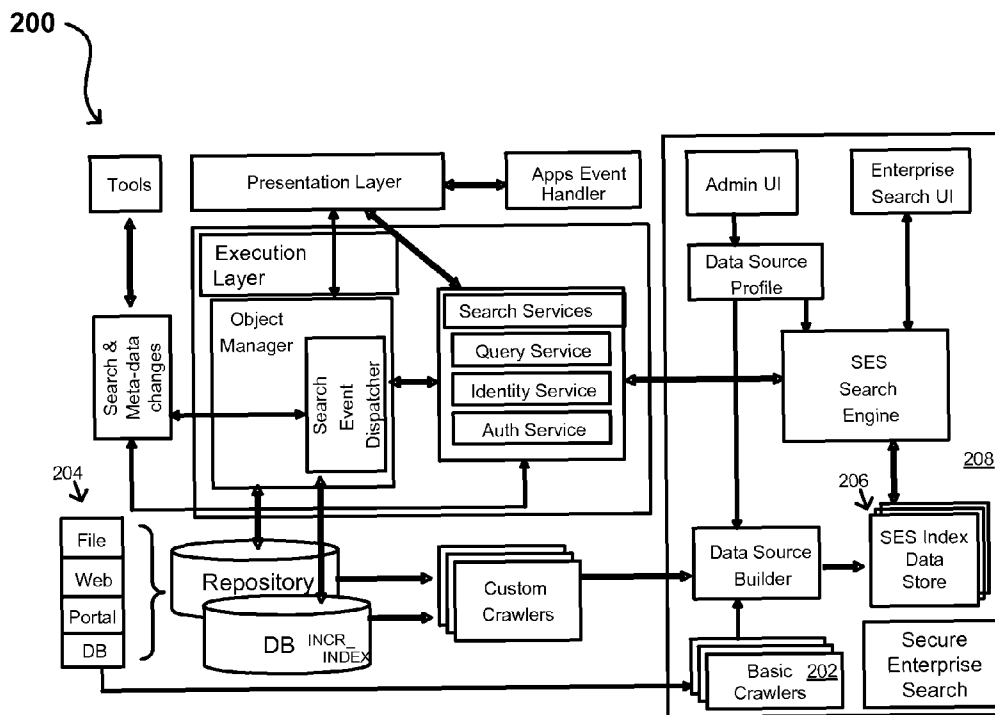 200
Tools
Presentation Layer
Apps Event
Handler
Admin UI
Enterprise
Search UI
Execution
Layer
Data Source
Profile
Object
Manager
Search Services
Query Service
Identity Service
Auth Service
Search &
Meta-data
changes
Search
Event
Dispatcher
SES
Search
Engine
208
204
206
File
Web
Portal
DB
Repository
DB INCR_
INDEX
Custom
Crawlers
Data Source
Builder
SES Index
Data
Store
Basic 202
Crawlers
Secure
Enterprise
Search